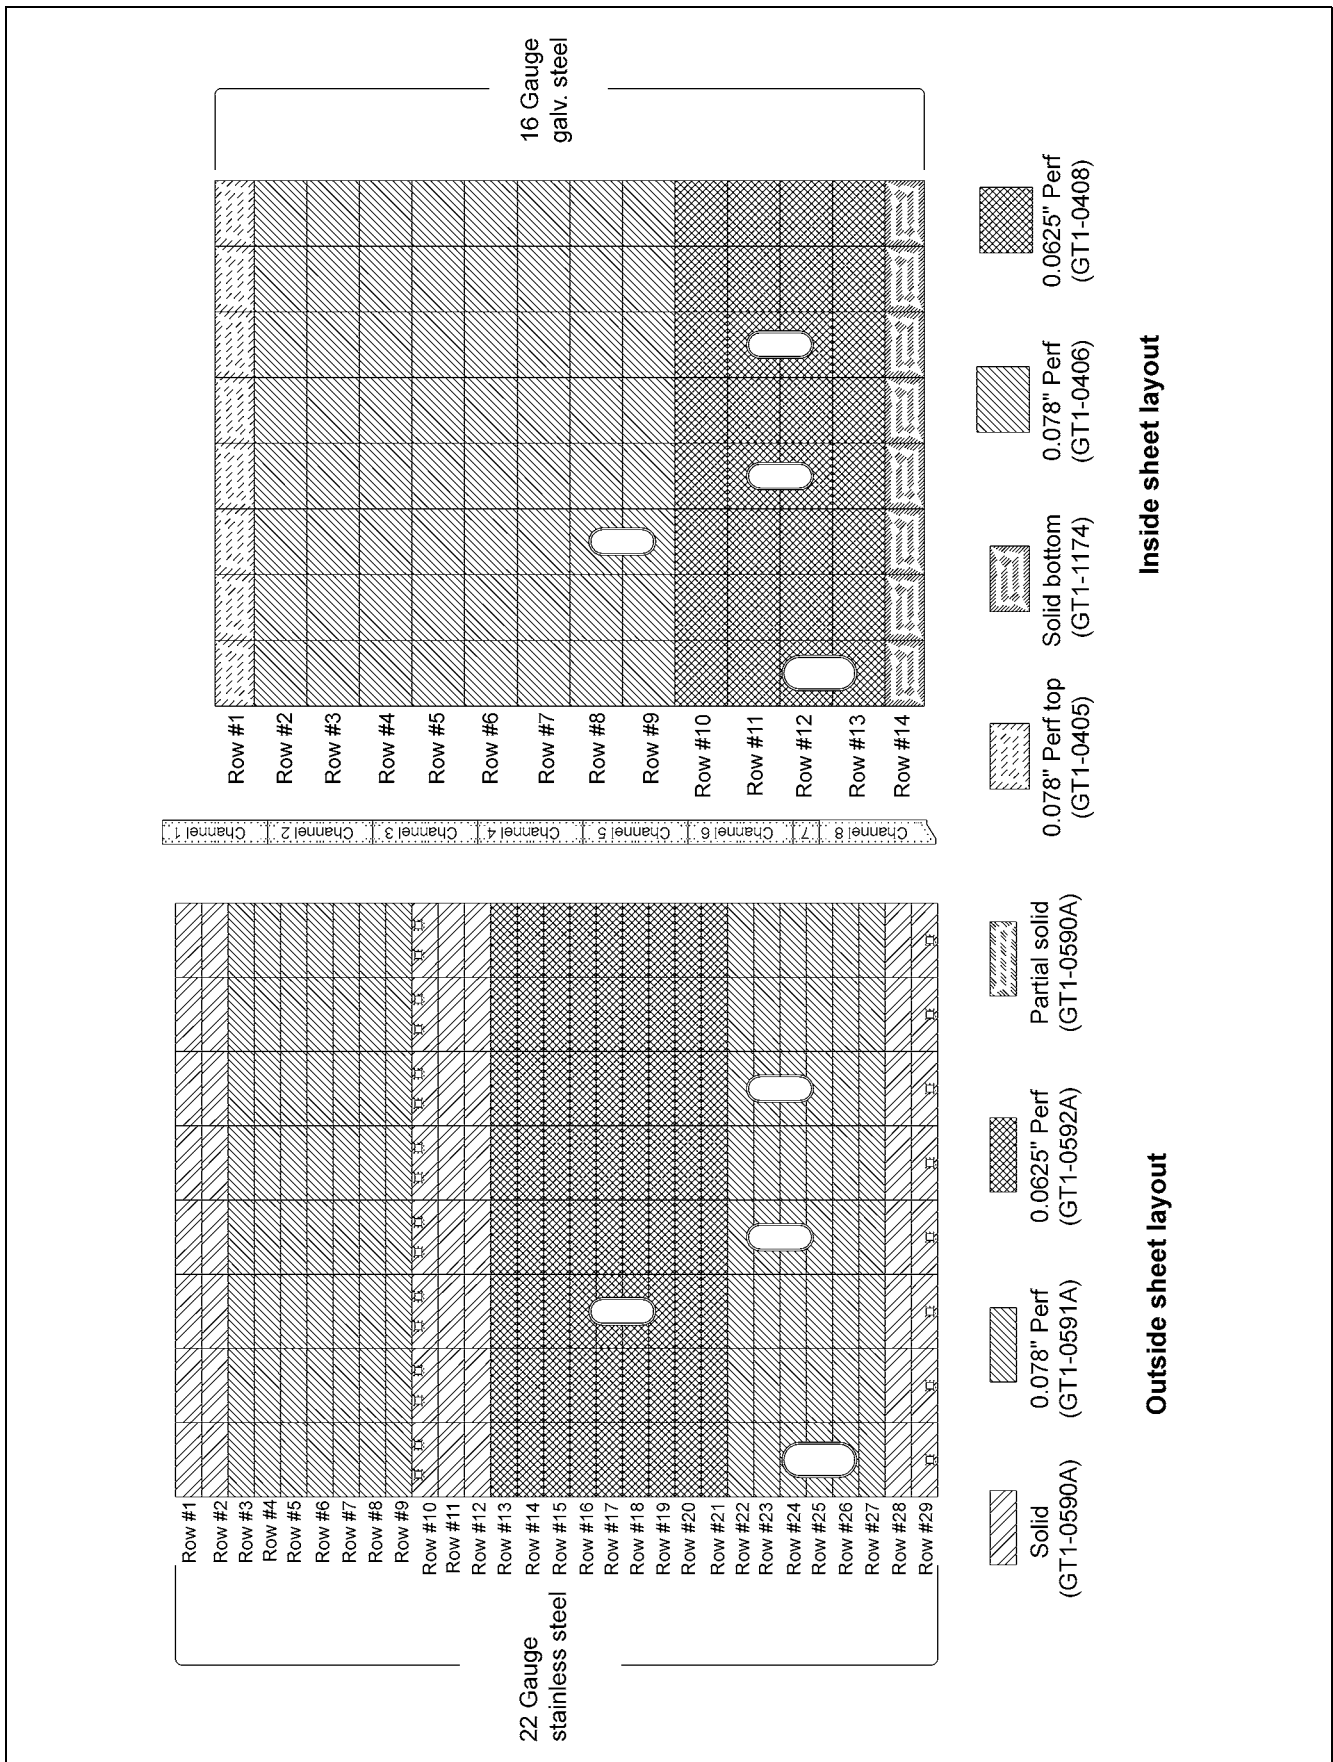 22 Gauge
stainless steel
Row #1
Row #2
Row #3
Row #4
Row #5
Row #6
Row #7
Row #8
Row #9
Row #10
Row #11
Row #12
Row #13
Row #14
Row #15
Row #16
Row #17
Row #18
Row #19
Row #20
Row #21
Row #22
Row #23
Row #24
Row #25
Row #26
Row #27
Row #28
Row #29
Solid
(GT1-0590A)
0.078" Perf
(GT1-0591A)
0.0625" Perf
(GT1-0592A)
Partial solid
(GT1-0590A)
Outside sheet layout
Channel 1
Channel 2
Channel 3
Channel 4
Channel 5
Channel 6
7
Channel 8
Row #1
Row #2
Row #3
Row #4
Row #5
Row #6
Row #7
Row #8
Row #9
Row #10
Row #11
Row #12
Row #13
Row #14
16 Gauge
galv. steel
0.078" Perf top
(GT1-0405)
Solid bottom
(GT1-1174)
0.078" Perf
(GT1-0406)
0.0625" Perf
(GT1-0408)
Inside sheet layout